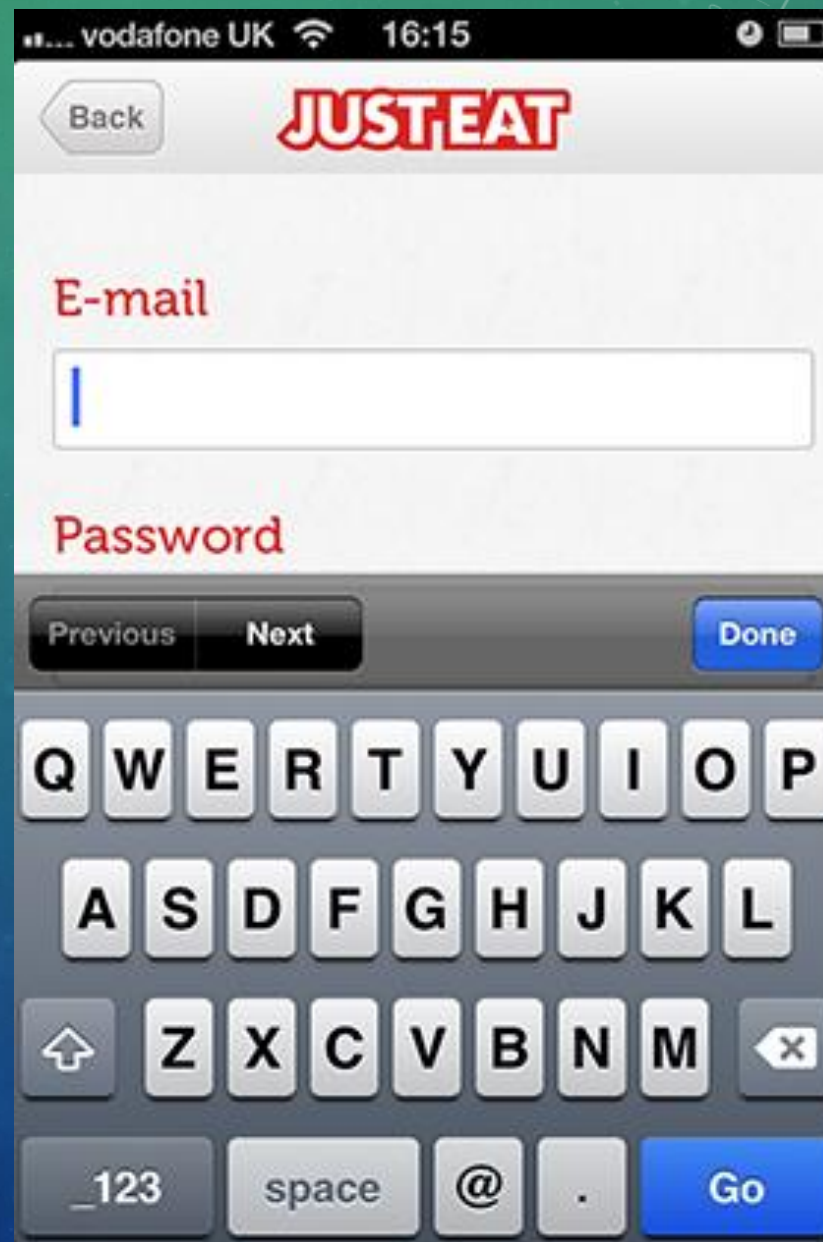 vodafone UK 16:15
Back JUST-EAT
E-mail
Password
Previous Next Done
Q W E R T Y U I O P
A S D F G H J K L
Z X C V B N M
_123 space @ . Go